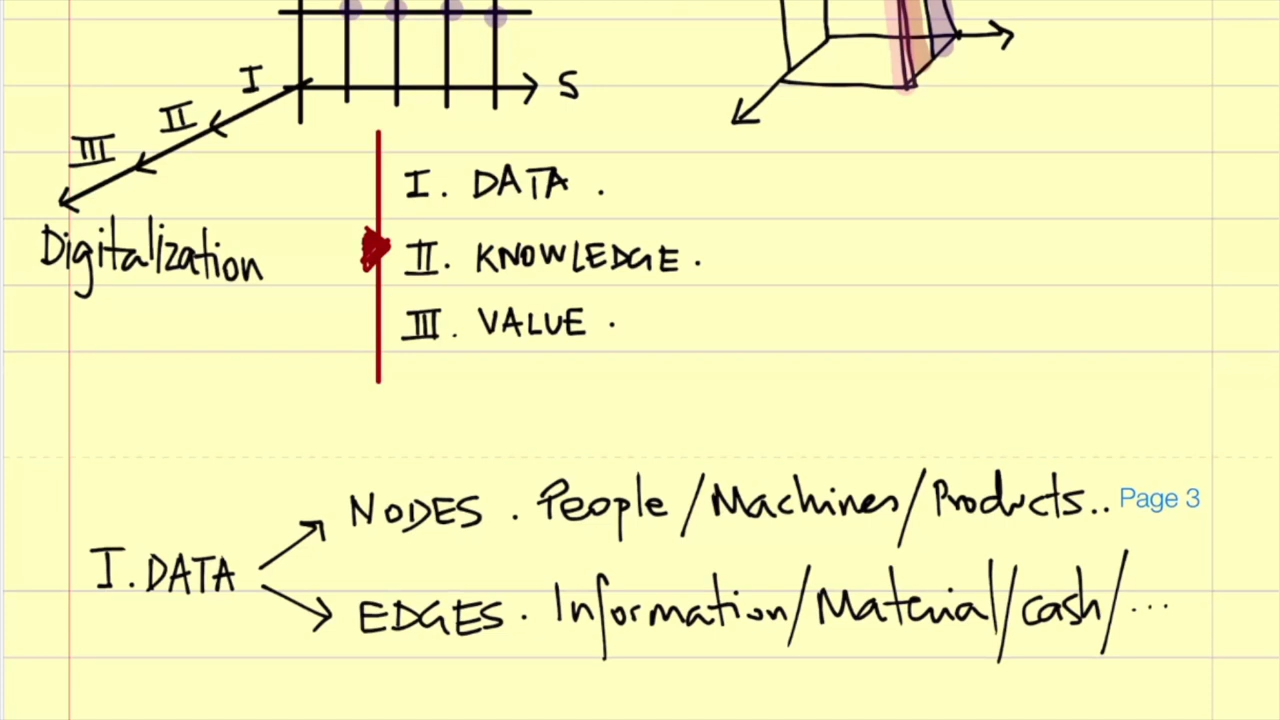 S
I
II
III
Digitalization
I. DATA .
II. KNOWLEDGE .
III. VALUE .
NODES . People/Machines/Products..
Page 3
I. DATA
EDGES . Information/Material/cash/...